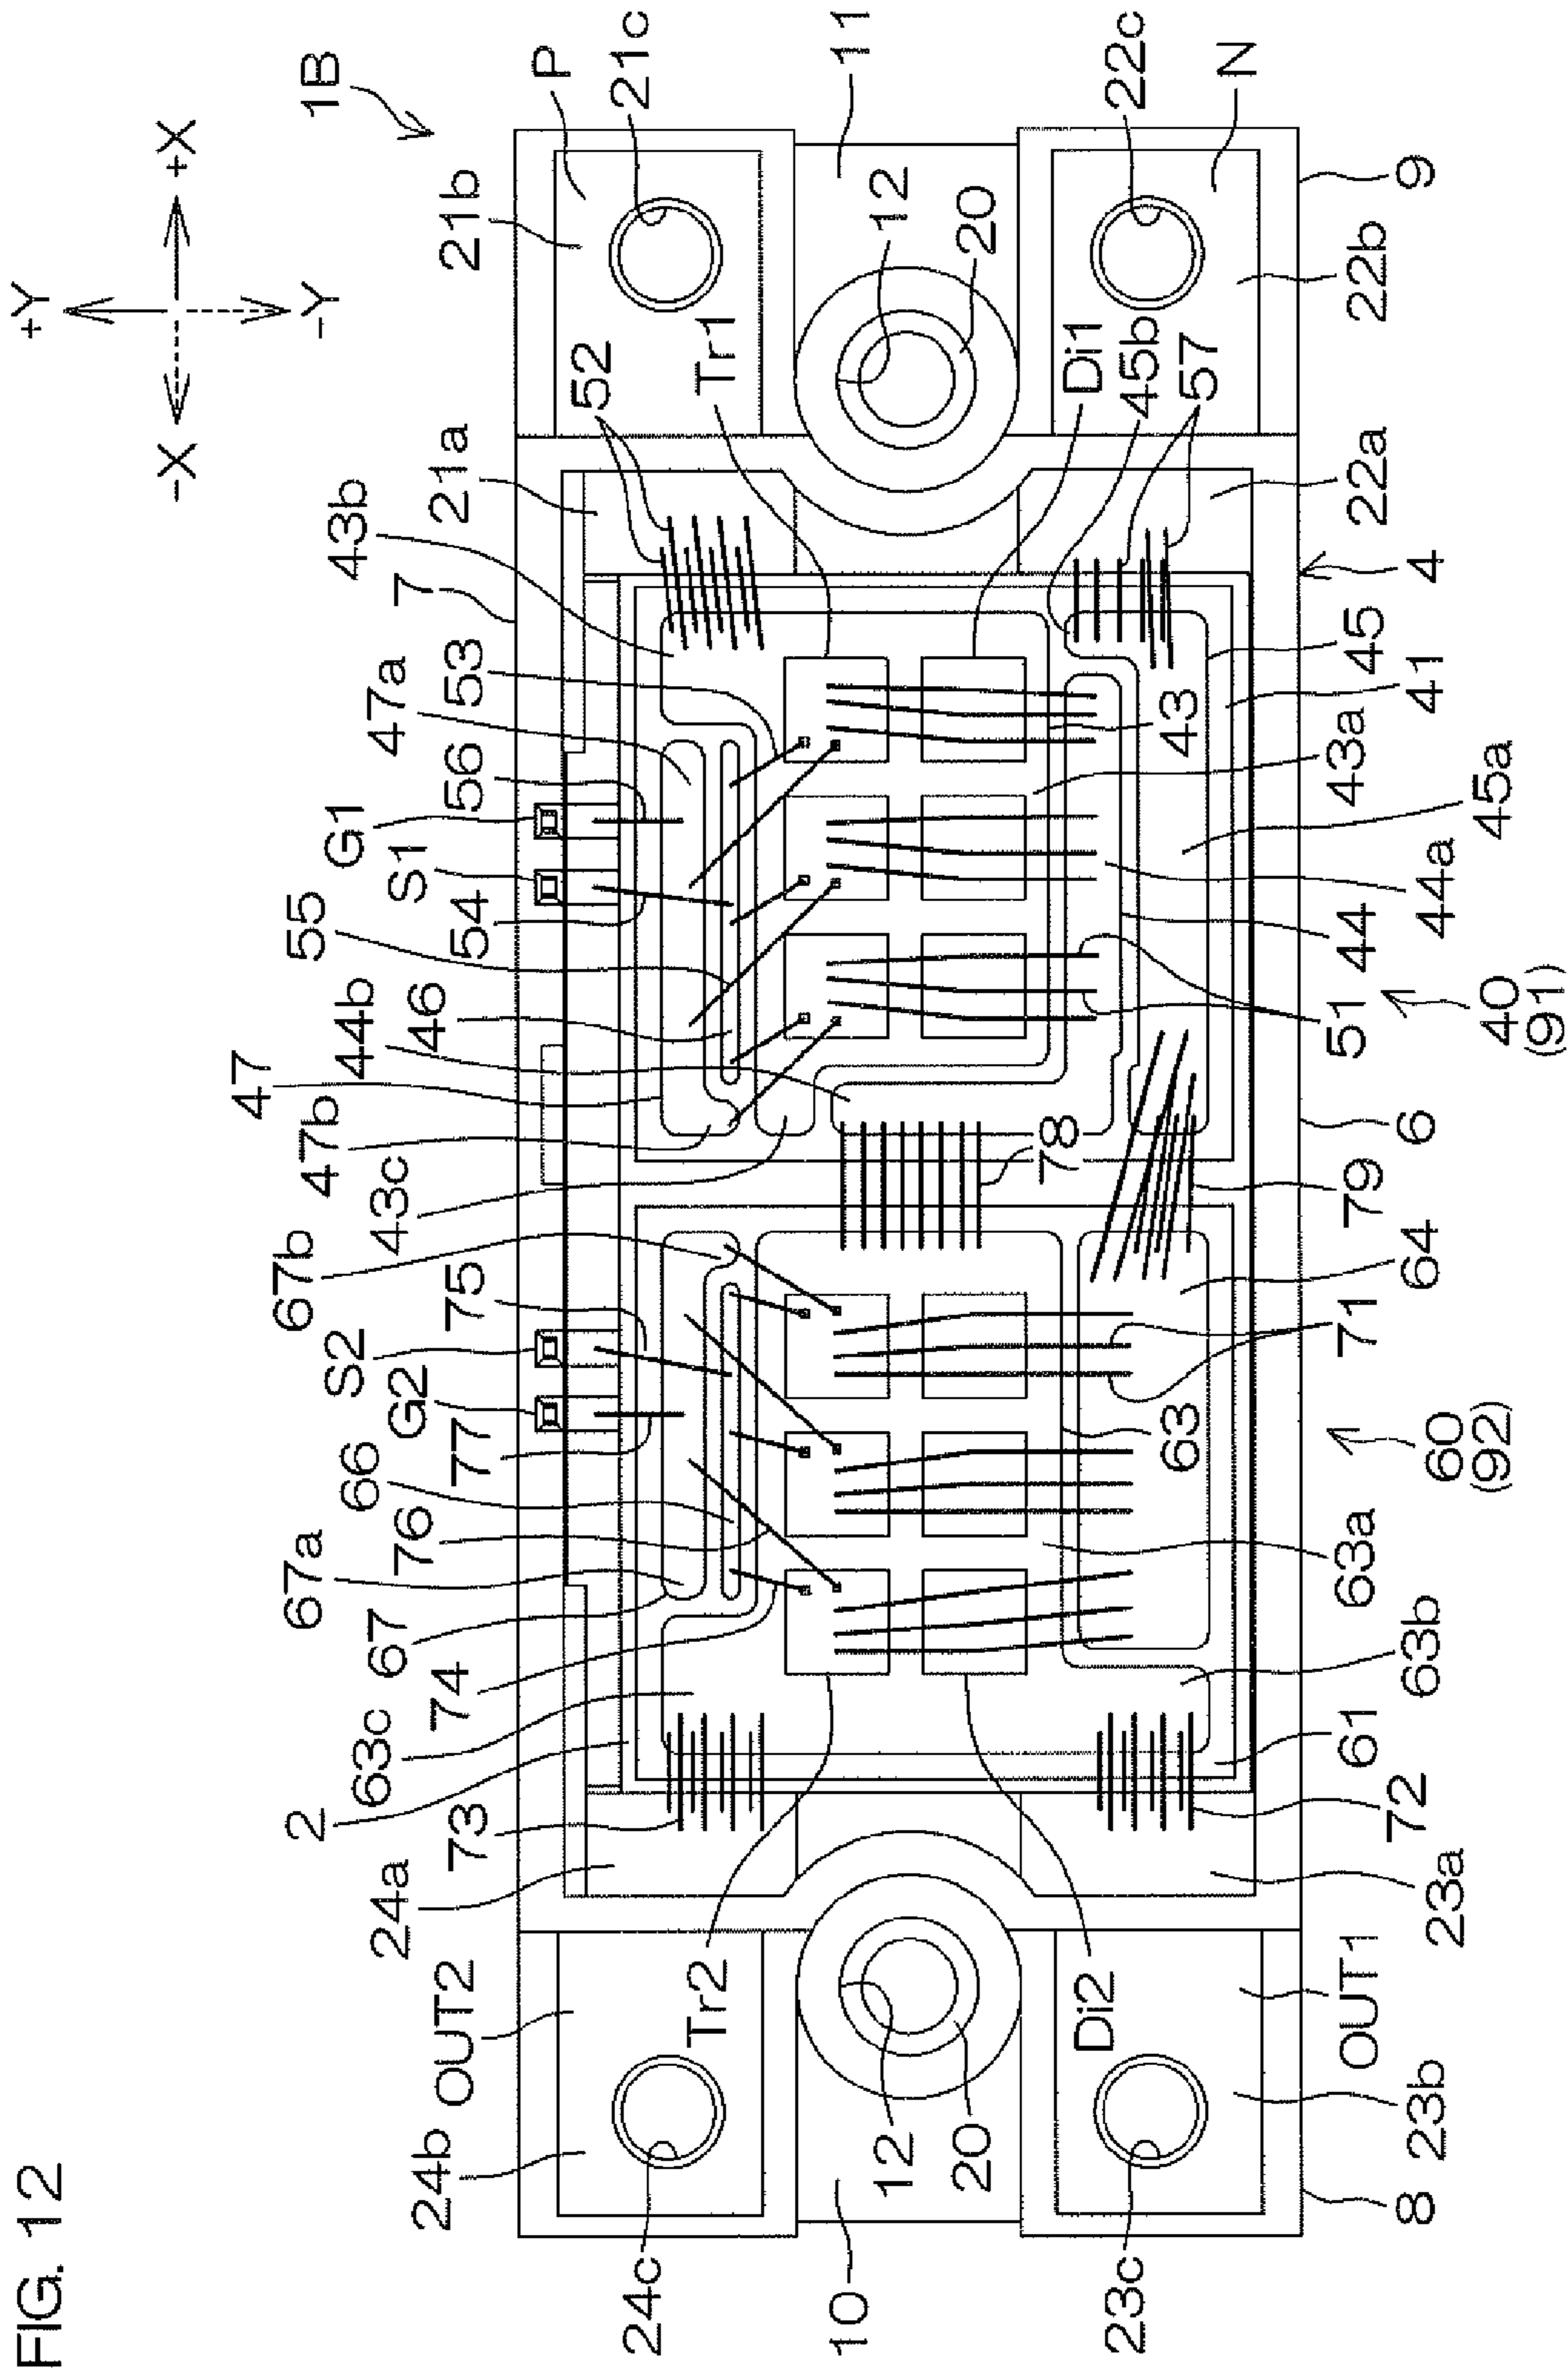 FIG. 12
+Y
-X
+X
-Y
1B
24b
OUT2
24a
2
73
63c
74
67
67a
76
66
77
G2
S2
75
67b
43c
47b
47
44b
46
55
54
S1
G1
56
47a
53
7
43b
21a
52
21b
P
21c
24c
Tr2
Tr1
10
12
20
12
20
11
23c
Di2
63
78
43
Di1
45b
57
22c
N
8
23b
OUT1
23a
72
61
63b
63a
60
(92)
71
64
79
6
51
40
(91)
44
44a
45a
43a
41
45
4
22a
22b
9